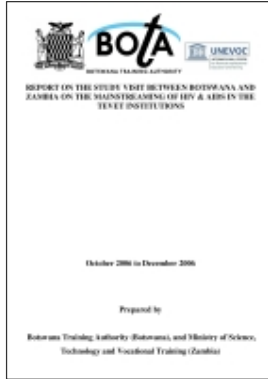 BOTA
UNEVOC
BOTSWANA TRAINING AUTHORITY
REPORT ON THE STUDY VISIT BETWEEN BOTSWANA AND
ZAMBIA ON THE MAINSTREAMING OF HIV & AIDS IN THE
TEVET INSTITUTIONS
October 2006 to December 2006
Prepared by
Botswana Training Authority (Botswana), and Ministry of Science,
Technology and Vocational Training (Zambia)